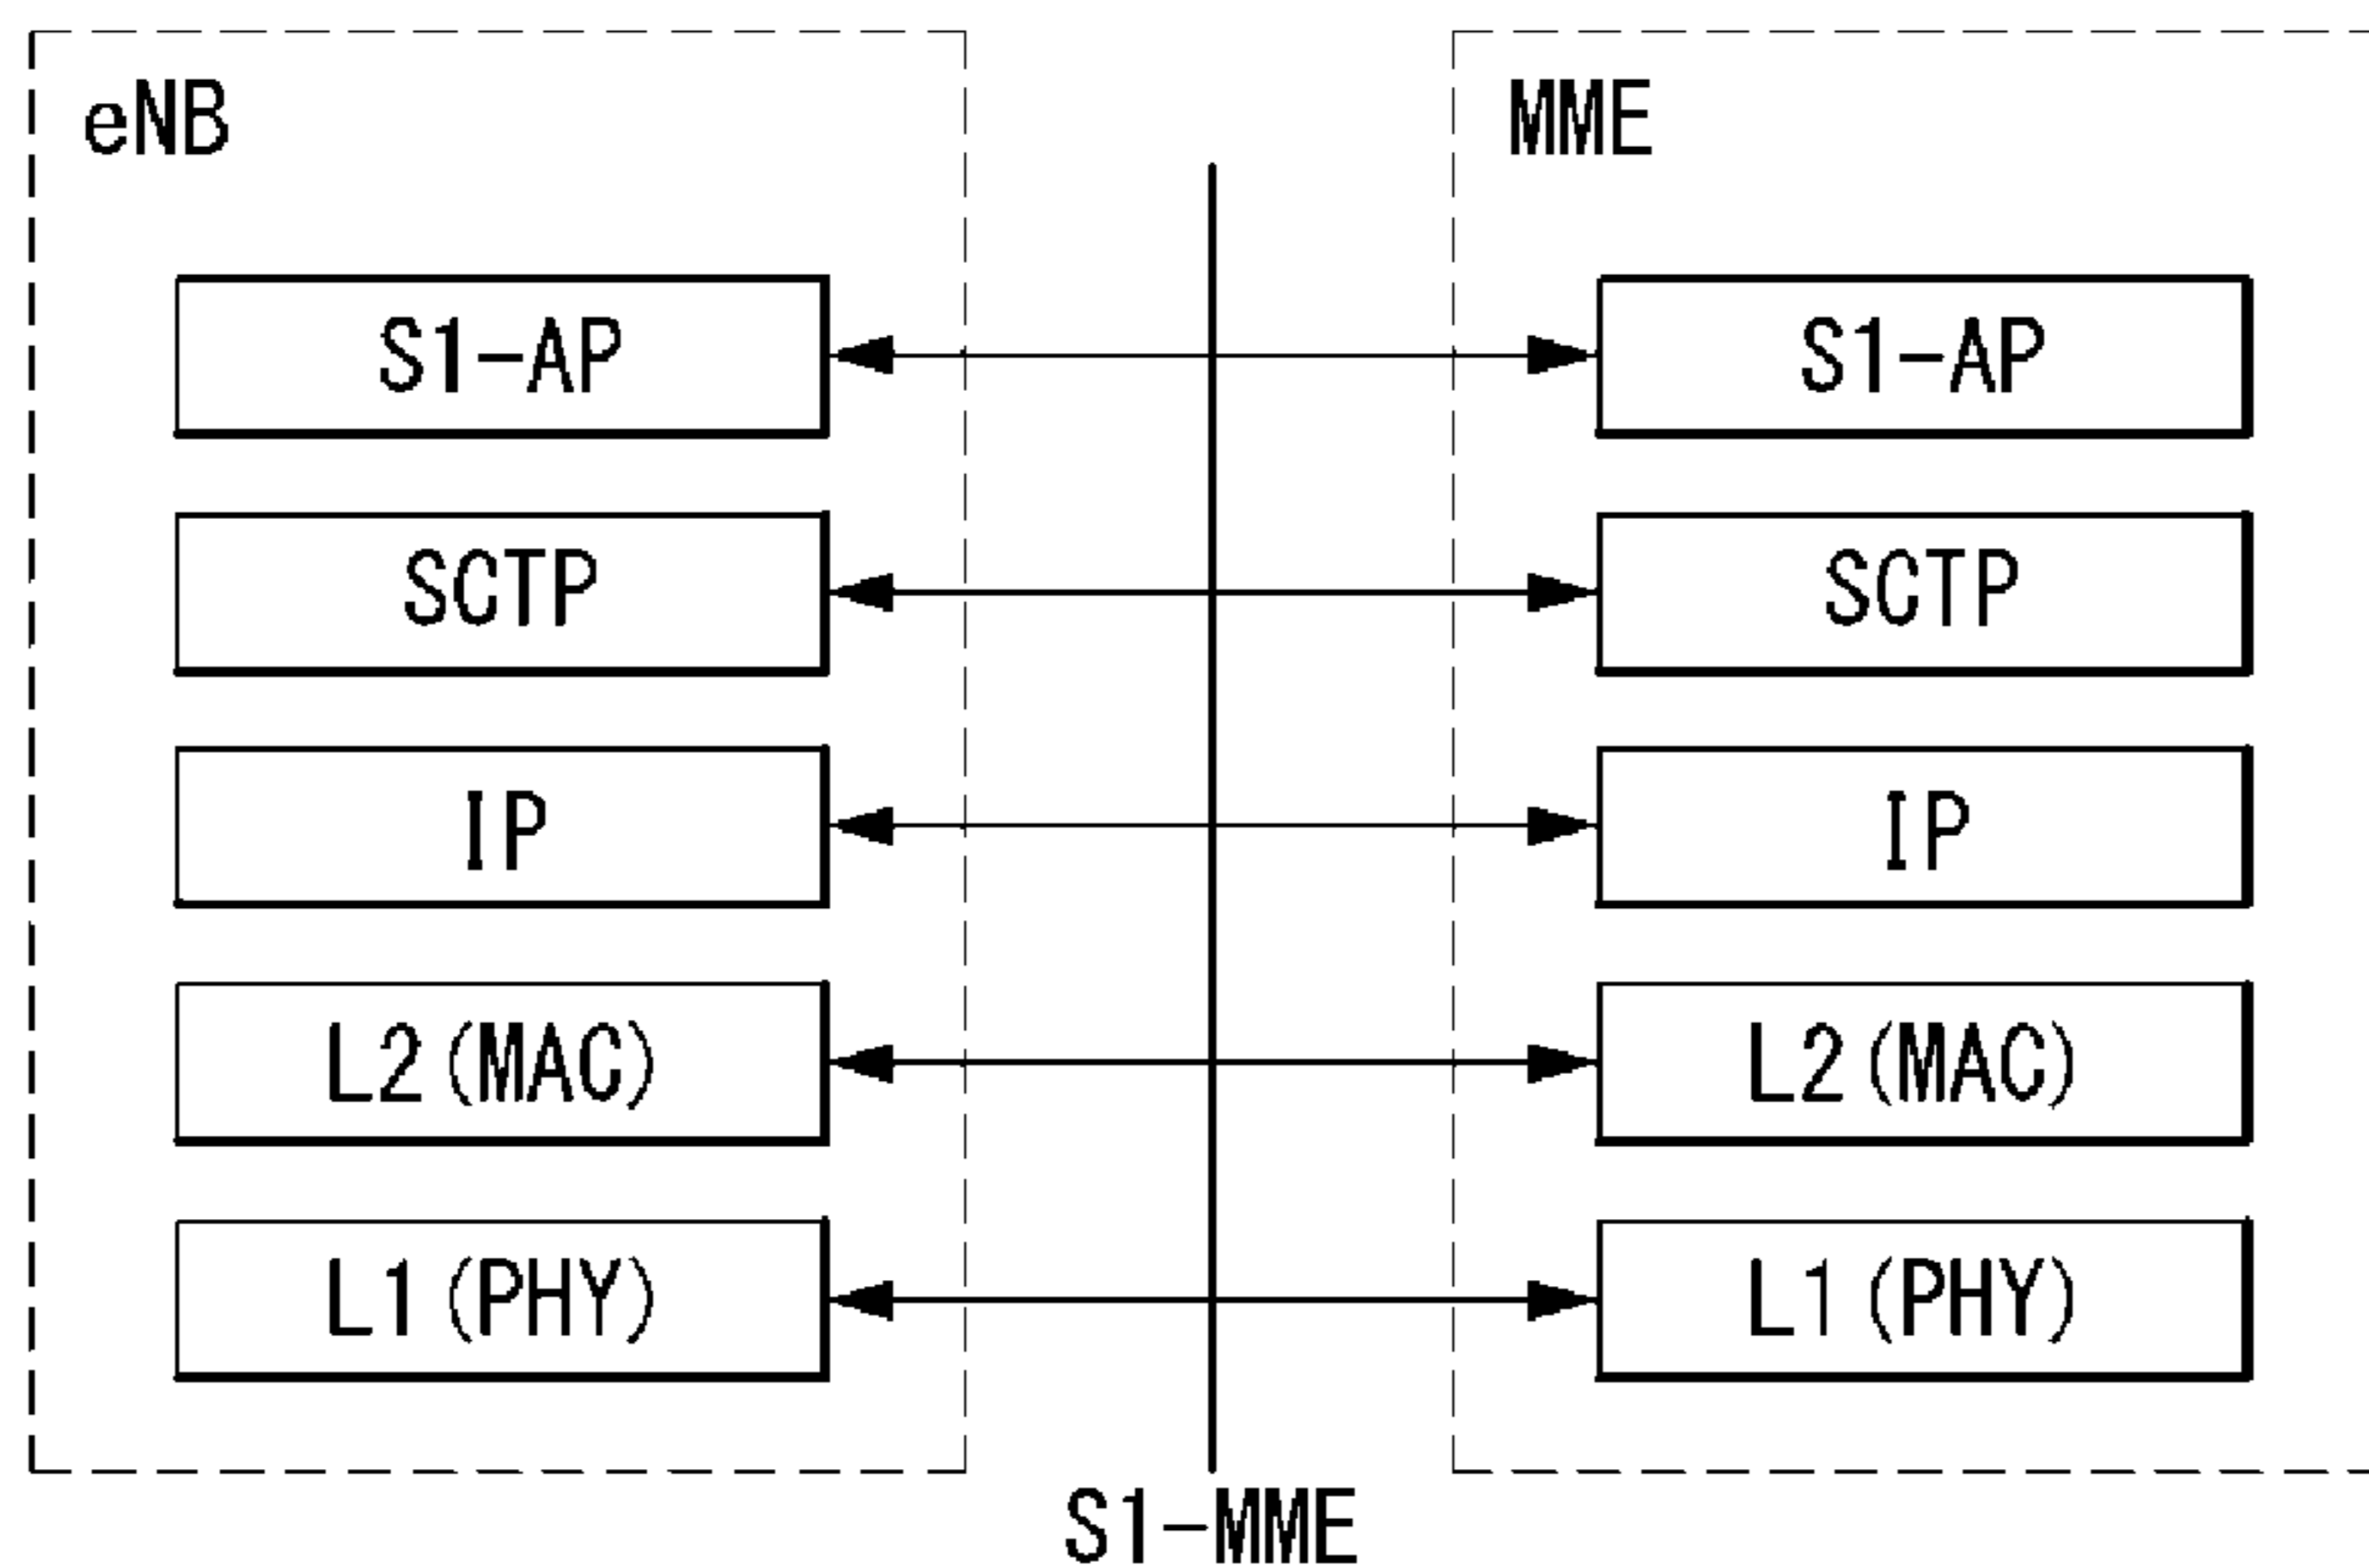 eNB
MME
S1-AP
S1-AP
SCTP
SCTP
IP
IP
L2(MAC)
L2(MAC)
L1(PHY)
L1(PHY)
S1-MME